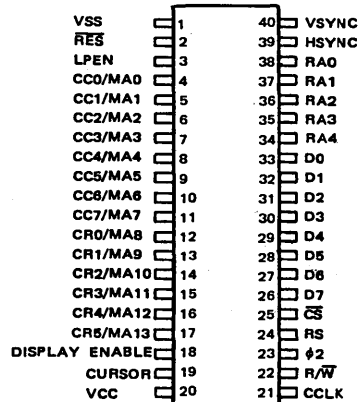 VSS 1 40 VSYNC
R̅E̅S̅ 2 39 HSYNC
LPEN 3 38 RA0
CC0/MA0 4 37 RA1
CC1/MA1 5 36 RA2
CC2/MA2 6 35 RA3
CC3/MA3 7 34 RA4
CC4/MA4 8 33 D0
CC5/MA5 9 32 D1
CC6/MA6 10 31 D2
CC7/MA7 11 30 D3
CR0/MA8 12 29 D4
CR1/MA9 13 28 D5
CR2/MA10 14 27 D6
CR3/MA11 15 26 D7
CR4/MA12 16 25 C̅S̅
CR5/MA13 17 24 RS
DISPLAY ENABLE 18 23 ϕ2
CURSOR 19 22 R/W̅
VCC 20 21 CCLK